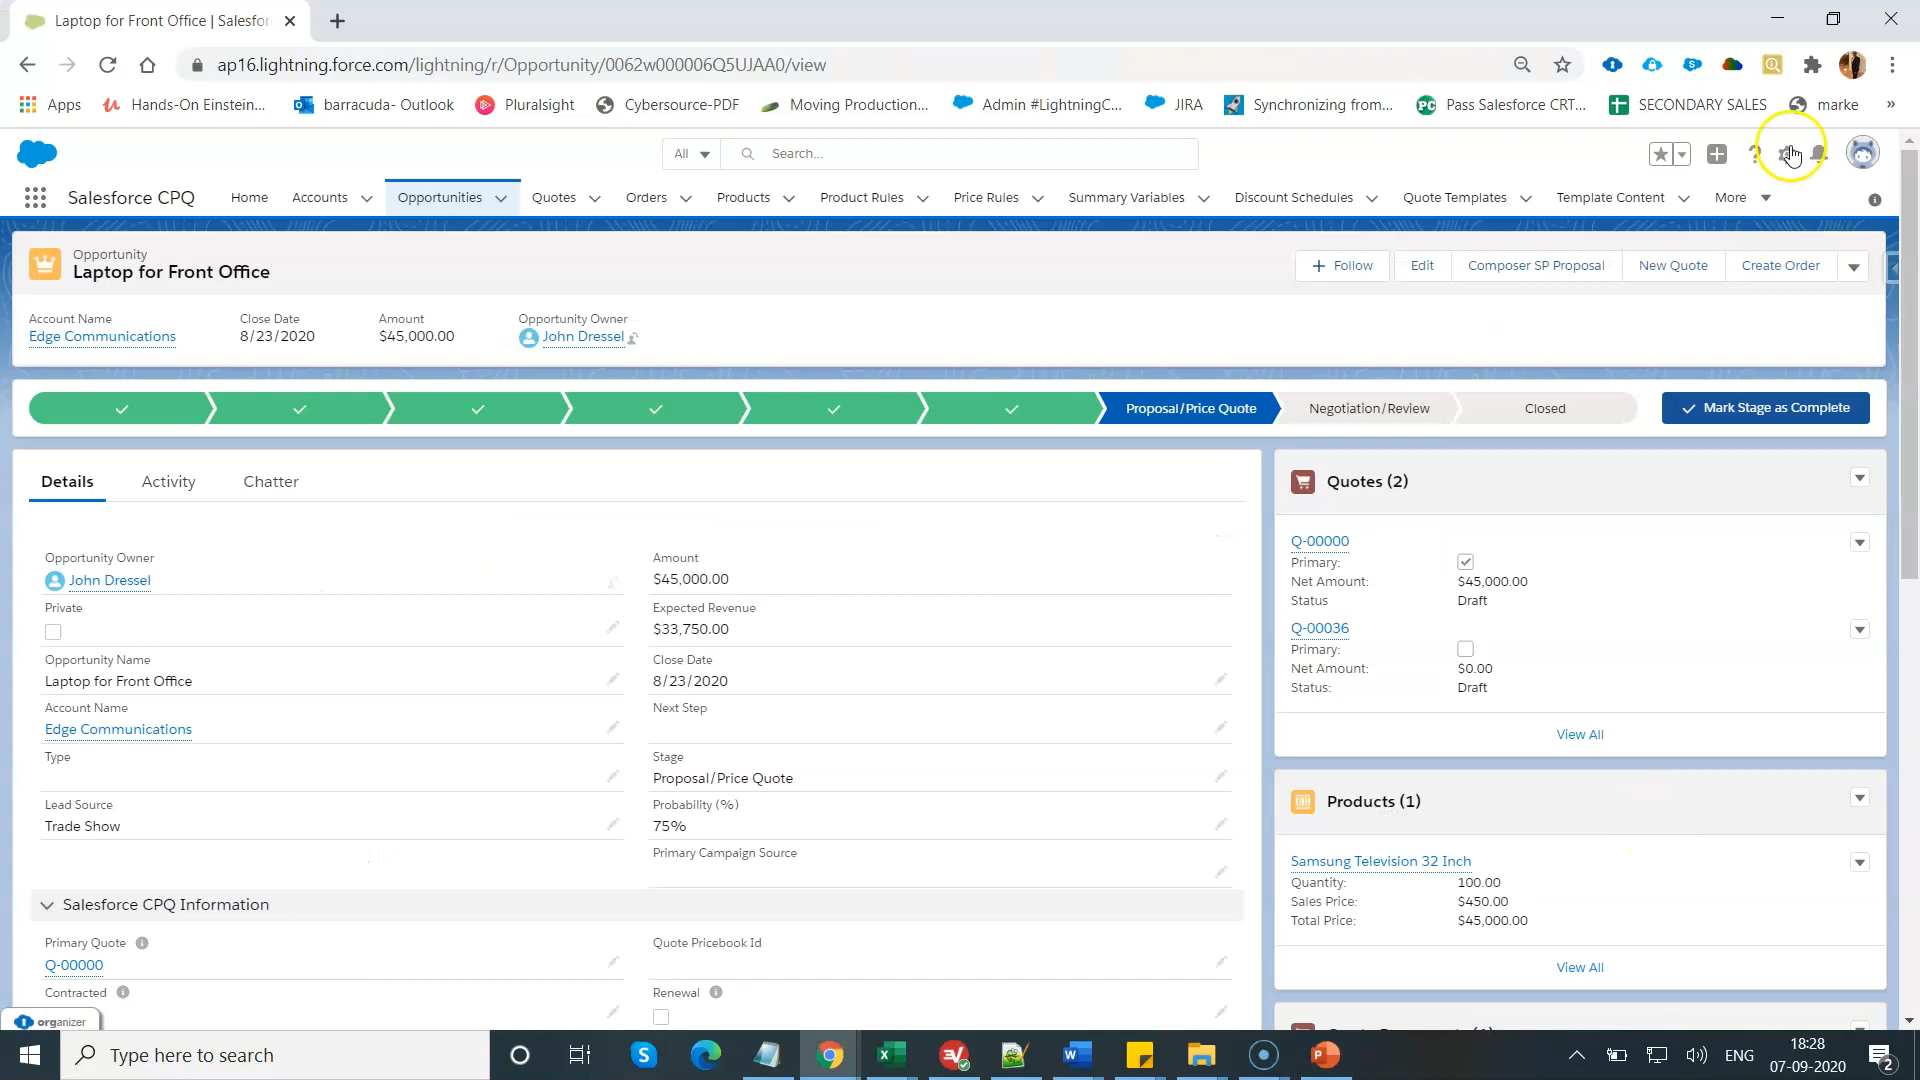 Laptop for Front Office | Salesfor
ap16.lightning.force.com/lightning/r/Opportunity/0062w000006Q5UJAA0/view
Apps
Hands-On Einstein...
barracuda- Outlook
Pluralsight
Cybersource-PDF
Moving Production...
Admin #LightningC...
JIRA
Synchronizing from...
PC
Pass Salesforce CRT...
SECONDARY SALES
marke
»
All
Search...
Salesforce CPQ
Home
Accounts
Opportunities
Quotes
Orders
Products
Product Rules
Price Rules
Summary Variables
Discount Schedules
Quote Templates
Template Content
More
Opportunity
Laptop for Front Office
Follow
Edit
Composer SP Proposal
New Quote
Create Order
Account Name
Edge Communications
Close Date
8/23/2020
Amount
$45,000.00
Opportunity Owner
John Dressel
Proposal/Price Quote
Negotiation/Review
Closed
Mark Stage as Complete
Details
Activity
Chatter
Opportunity Owner
John Dressel
Private
Opportunity Name
Laptop for Front Office
Account Name
Edge Communications
Type
Lead Source
Trade Show
Amount
$45,000.00
Expected Revenue
$33,750.00
Close Date
8/23/2020
Next Step
Stage
Proposal/Price Quote
Probability (%)
75%
Primary Campaign Source
Salesforce CPQ Information
Primary Quote
Q-00000
Contracted
Quote Pricebook Id
Renewal
Quotes (2)
Q-00000
Primary:
Net Amount: $45,000.00
Status Draft
Q-00036
Primary:
Net Amount: $0.00
Status: Draft
View All
Products (1)
Samsung Television 32 Inch
Quantity: 100.00
Sales Price: $450.00
Total Price: $45,000.00
View All
organizer
Type here to search
ENG
18:28
07-09-2020
2